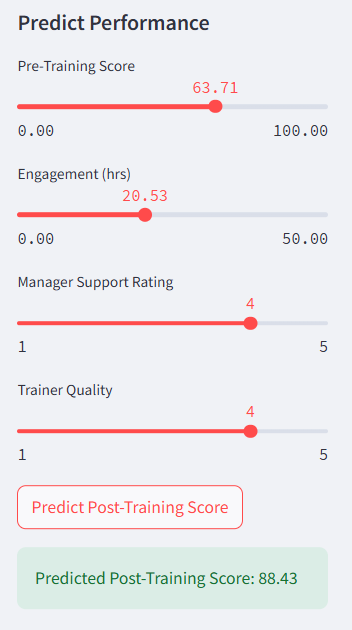 Predict Performance
Pre-Training Score
63.71
0.00 100.00
Engagement (hrs)
20.53
0.00 50.00
Manager Support Rating
4
1 5
Trainer Quality
4
1 5
Predict Post-Training Score
Predicted Post-Training Score: 88.43